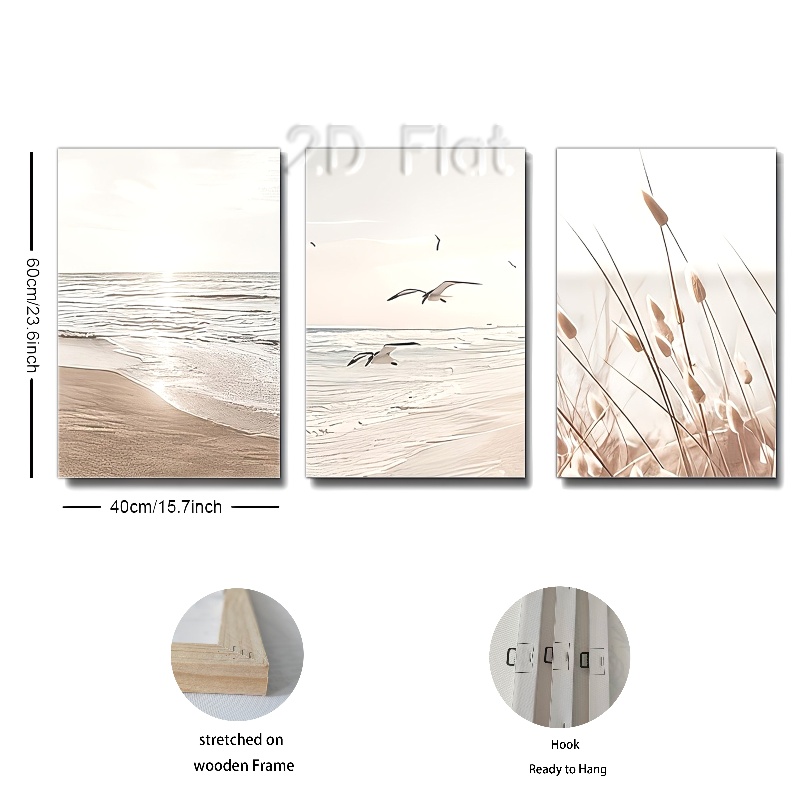 2D Flat
60cm/23.6inch
40cm/15.7inch
stretched on
wooden Frame
Hook
Ready to Hang